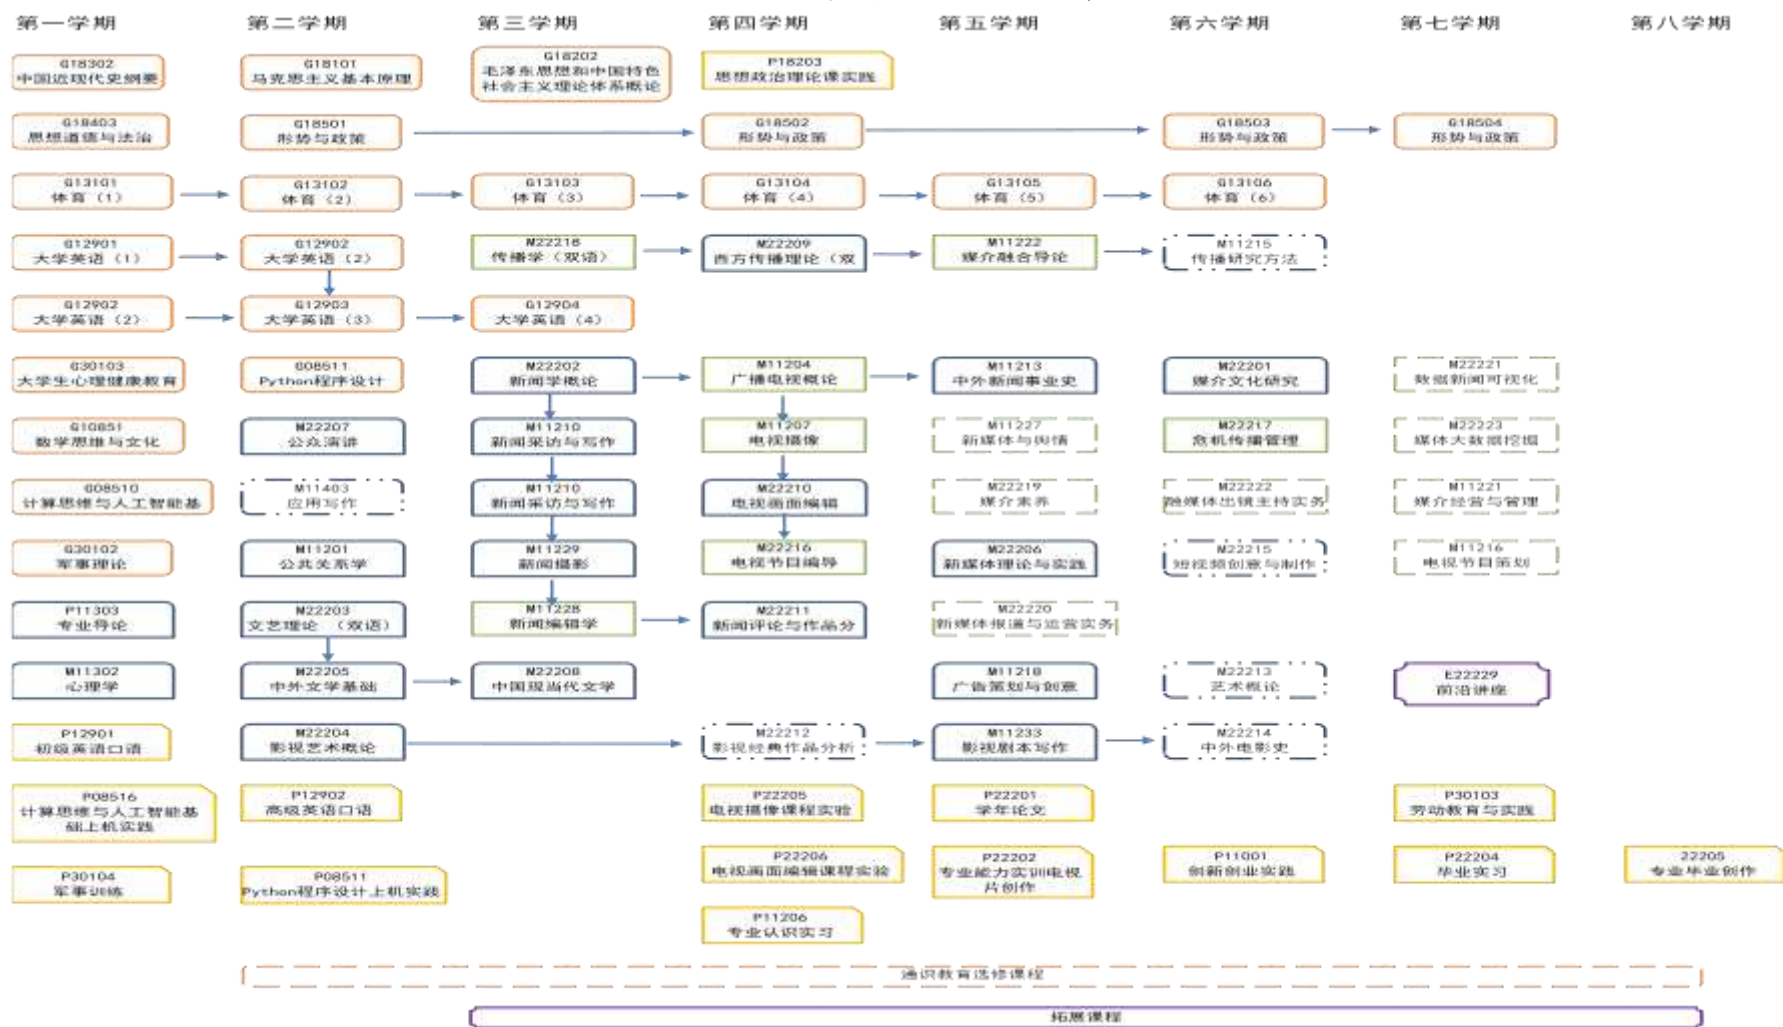 第一学期 第二学期 第三学期 第四学期 第五学期 第六学期 第七学期 第八学期
G18302
中国近现代史纲要
G18101
马克思主义基本原理
G18202
毛泽东思想和中国特色
社会主义理论体系概论
P18203
思想政治理论课实践
G18403
思想道德与法治
G18501
形势与政策
G18502
形势与政策
G18503
形势与政策
G18504
形势与政策
G13101
体育（1）
G13102
体育（2）
G13103
体育（3）
G13104
体育（4）
G13105
体育（5）
G13106
体育（6）
G12901
大学英语（1）
G12902
大学英语（2）
M22218
传播学（双语）
M22209
西方传播理论（双
M11222
媒介融合导论
M11215
传播研究方法
G12902
大学英语（2）
G12903
大学英语（3）
G12904
大学英语（4）
G30103
大学生心理健康教育
G08511
Python程序设计
M22202
新闻学概论
M11204
广播电视概论
M11213
中外新闻事业史
M22201
媒介文化研究
M22221
数据新闻可视化
G10851
数学思维与文化
M22207
公众演讲
M11210
新闻采访与写作
M11207
电视摄像
M11227
新媒体与舆情
M22217
危机传播管理
M22223
媒体大数据挖掘
G08510
计算思维与人工智能基
M11403
应用写作
M11210
新闻采访与写作
M22210
电视画面编辑
M22219
媒介素养
M22222
融媒体出镜主持实务
M11221
媒介经营与管理
G30102
军事理论
M11201
公共关系学
M11229
新闻摄影
M22216
电视节目编导
M22206
新媒体理论与实践
M22215
短视频创意与制作
M11216
电视节目策划
P11303
专业导论
M22203
文艺理论 （双语）
M11228
新闻编辑学
M22211
新闻评论与作品分
M22220
新媒体报道与运营实务
M11302
心理学
M22205
中外文学基础
M22208
中国现当代文学
M11218
广告策划与创意
M22213
艺术概论
E22229
前沿讲座
P12901
初级英语口语
M22204
影视艺术概论
M22212
影视经典作品分析
M11233
影视剧本写作
M22214
中外电影史
P08516
计算思维与人工智能基
础上机实践
P12902
高级英语口语
P22205
电视摄像课程实验
P22201
学年论文
P30103
劳动教育与实践
P30104
军事训练
P08511
Python程序设计上机实践
P22206
电视画面编辑课程实验
P22202
专业能力实训电视
片创作
P11001
创新创业实践
P22204
毕业实习
22205
专业毕业创作
P11206
专业认识实习
通识教育选修课程
拓展课程